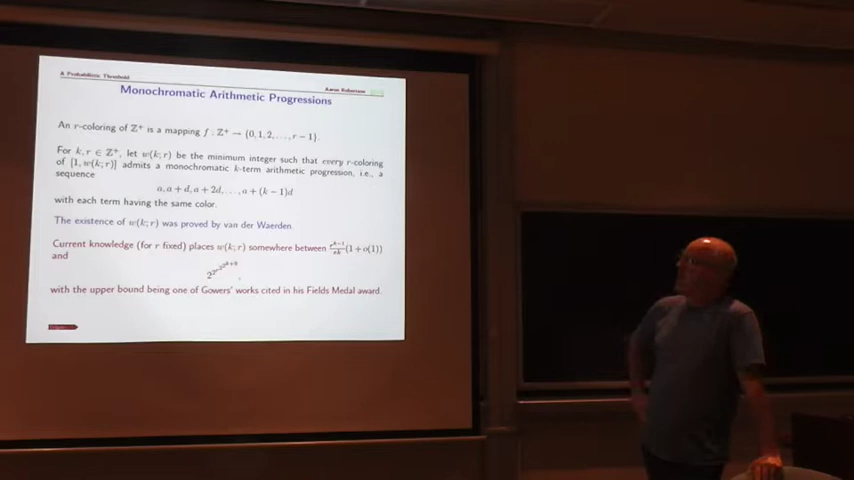 A Probabilistic Threshold
Aaron Robertson
Monochromatic Arithmetic Progressions
An r-coloring of Z⁺ is a mapping f : Z⁺ → {0, 1, 2, . . . , r − 1}.
For k, r ∈ Z⁺, let w(k; r) be the minimum integer such that every r-coloring
of [1, w(k; r)] admits a monochromatic k-term arithmetic progression, i.e., a
sequence
a, a + d, a + 2d, . . . , a + (k − 1)d
with each term having the same color.
The existence of w(k; r) was proved by van der Waerden.
Current knowledge (for r fixed) places w(k; r) somewhere between (1 + o(1))
and
with the upper bound being one of Gowers' works cited in his Fields Medal award.